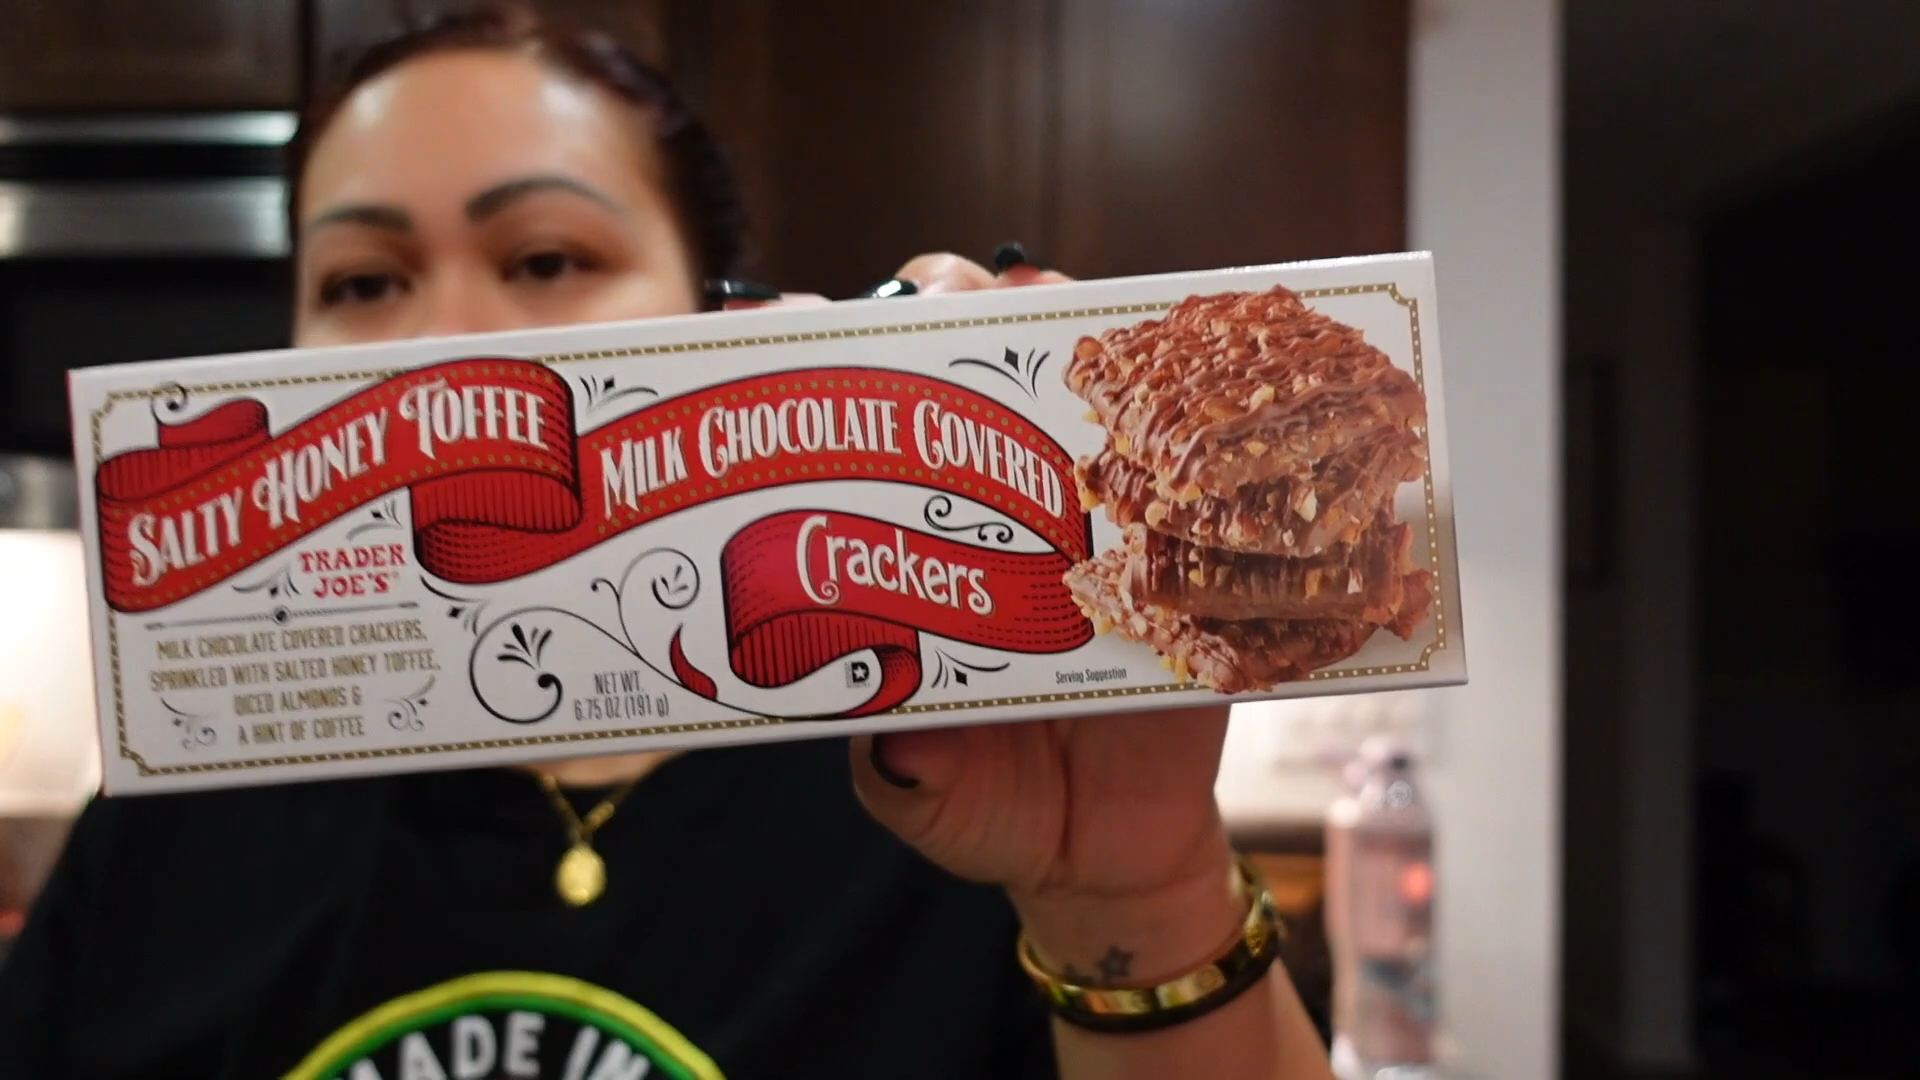 SALTY HONEY TOFFEE
MILK CHOCOLATE COVERED
Crackers
TRADER
JOE'S
MILK CHOCOLATE COVERED CRACKERS,
SPRINKLED WITH SALTED HONEY TOFFEE,
DICED ALMONDS &
A HINT OF COFFEE
NET WT.
6.75 OZ (191 g)
D
Serving Suggestion
MADE IN